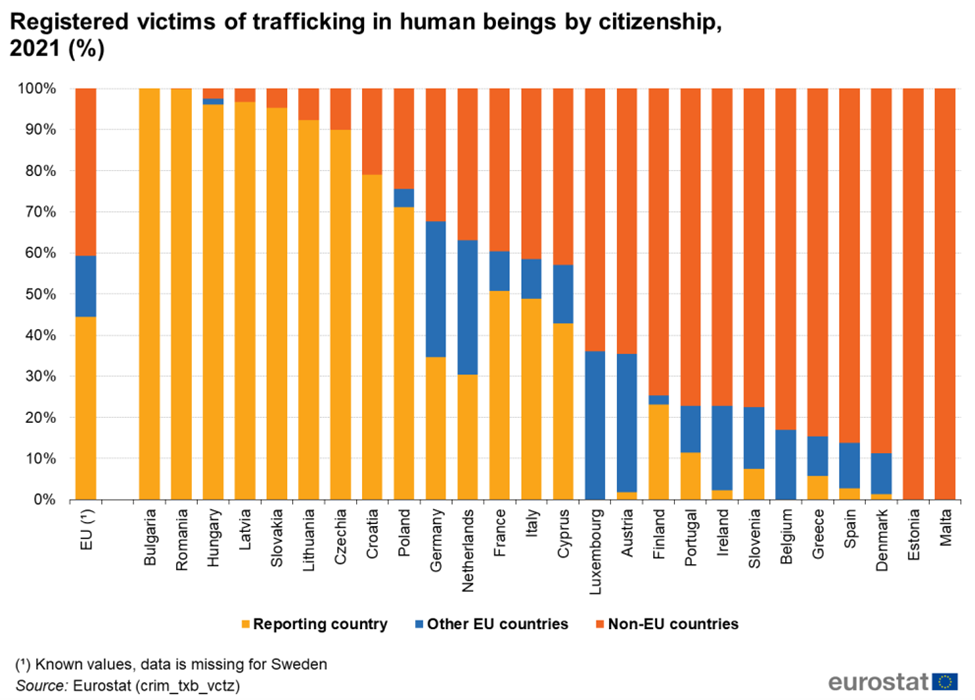 Registered victims of trafficking in human beings by citizenship,
2021 (%)
100%
90%
80%
70%
60%
50%
40%
30%
20%
10%
0%
EU (¹)
Bulgaria
Romania
Hungary
Latvia
Slovakia
Lithuania
Czechia
Croatia
Poland
Germany
Netherlands
France
Italy
Cyprus
Luxembourg
Austria
Finland
Portugal
Ireland
Slovenia
Belgium
Greece
Spain
Denmark
Estonia
Malta
Reporting country Other EU countries Non-EU countries
(¹) Known values, data is missing for Sweden
Source: Eurostat (crim_txb_vctz)
eurostat